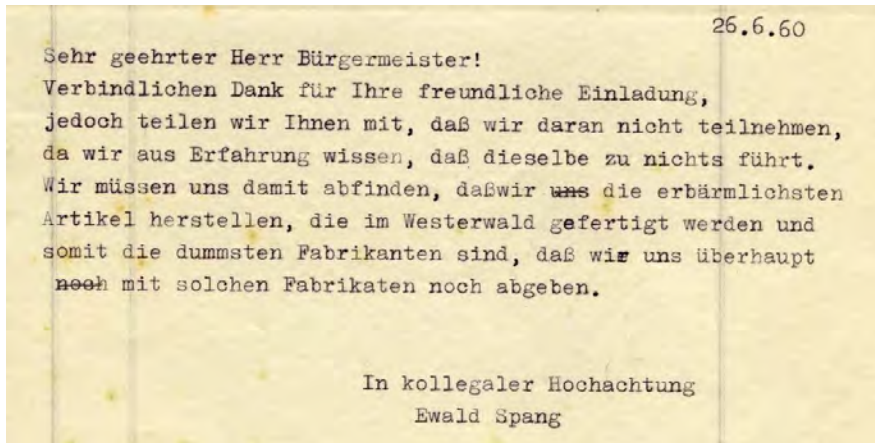 26.6.60
Sehr geehrter Herr Bürgermeister!
Verbindlichen Dank für Ihre freundliche Einladung,
jedoch teilen wir Ihnen mit, daß wir daran nicht teilnehmen,
da wir aus Erfahrung wissen, daß dieselbe zu nichts führt.
Wir müssen uns damit abfinden, daßwir uns die erbärmlichsten
Artikel herstellen, die im Westerwald gefertigt werden und
somit die dummsten Fabrikanten sind, daß wir uns überhaupt
noch mit solchen Fabrikaten noch abgeben.
In kollegaler Hochachtung
Ewald Spang